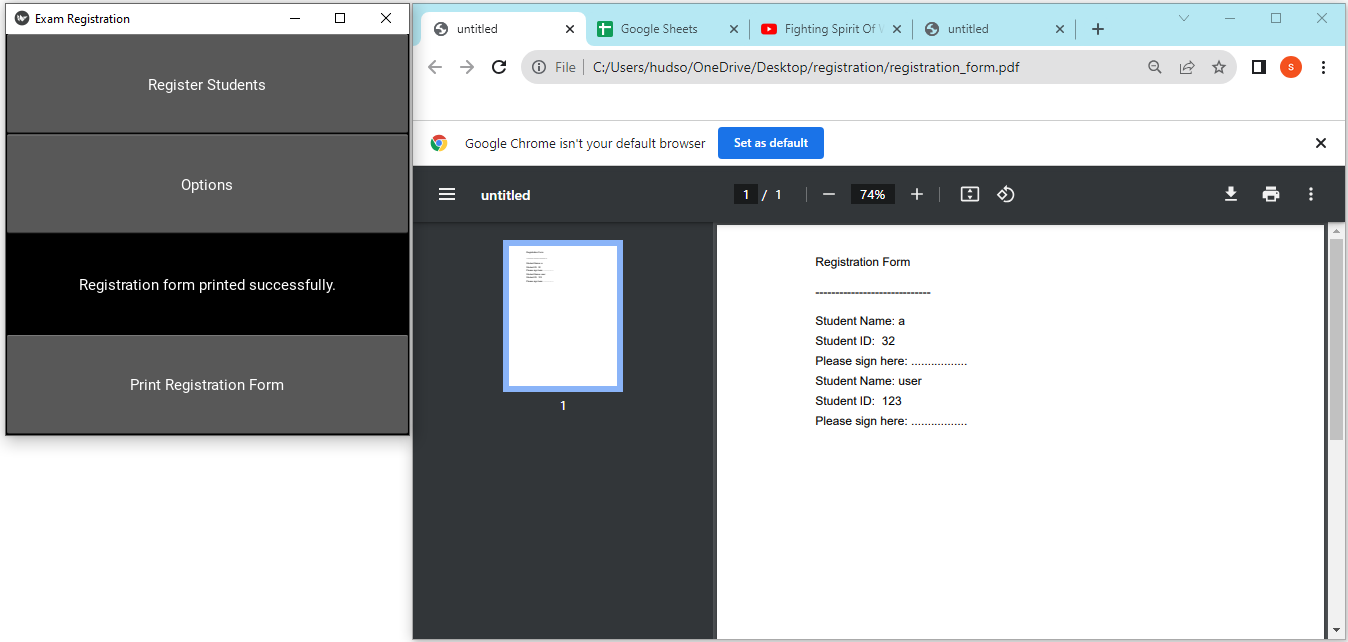 Exam Registration
Register Students
Options
Registration form printed successfully.
Print Registration Form
untitled
Google Sheets
Fighting Spirit Of
untitled
File
C:/Users/hudso/OneDrive/Desktop/registration/registration_form.pdf
S
Google Chrome isn't your default browser
Set as default
untitled
1 / 1
74%
1
Registration Form
-----------------------------
Student Name: a
Student ID: 32
Please sign here: .................
Student Name: user
Student ID: 123
Please sign here: .................